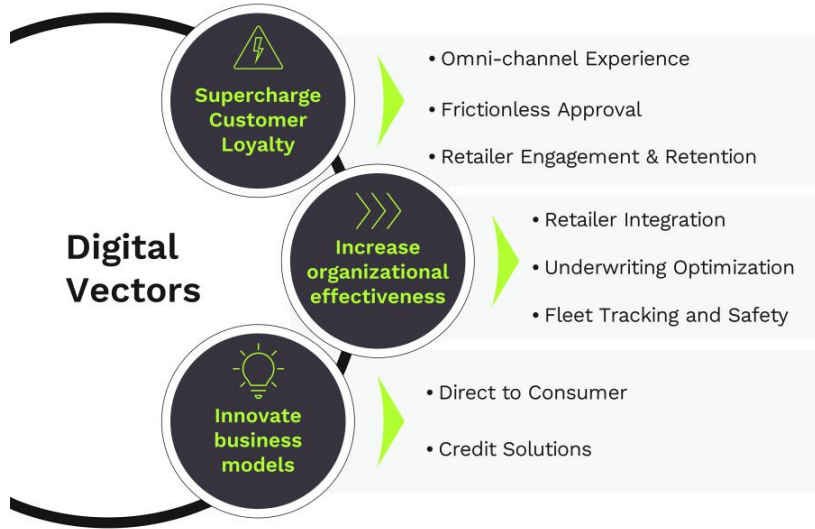 Digital
Vectors
Supercharge
Customer
Loyalty
• Omni-channel Experience
• Frictionless Approval
• Retailer Engagement & Retention
Increase
organizational
effectiveness
• Retailer Integration
• Underwriting Optimization
• Fleet Tracking and Safety
Innovate
business
models
• Direct to Consumer
• Credit Solutions